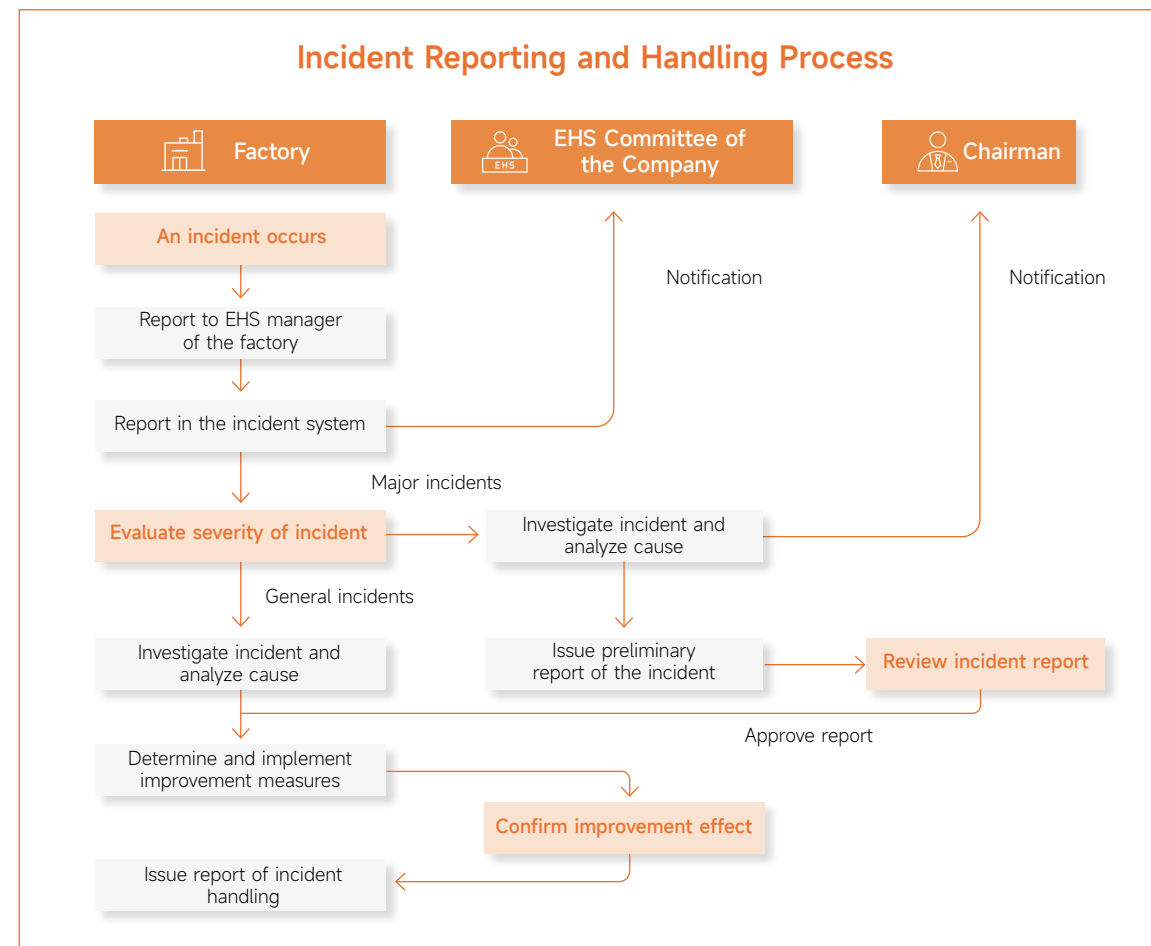 Incident Reporting and Handling Process
Factory
EHS
EHS Committee of
the Company
Chairman
An incident occurs
Notification
Notification
Report to EHS manager
of the factory
Report in the incident system
Major incidents
Evaluate severity of incident
Investigate incident and
analyze cause
General incidents
Investigate incident and
analyze cause
Issue preliminary
report of the incident
Review incident report
Approve report
Determine and implement
improvement measures
Confirm improvement effect
Issue report of incident
handling